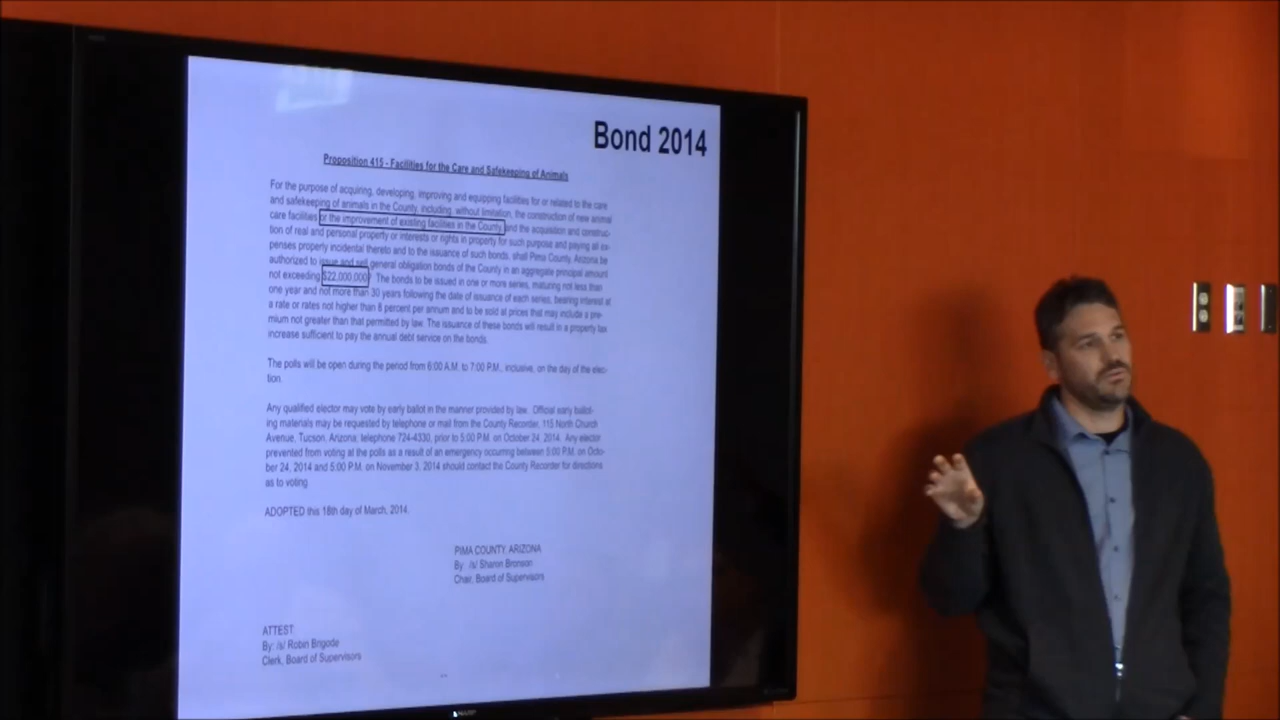 Bond 2014
Proposition 415 - Facilities for the Care and Safekeeping of Animals
For the purpose of acquiring, developing, improving and equipping facilities for or related to the care
and safekeeping of animals in the County, including, without limitation, the construction of new animal
care facilities or the improvement of existing facilities in the County, and the acquisition and construc-
tion of real and personal property or interests or rights in property for such purpose and paying all ex-
penses properly incidental thereto and to the issuance of such bonds, shall Pima County, Arizona be
authorized to issue and sell general obligation bonds of the County in an aggregate principal amount
not exceeding $22,000,000? The bonds to be issued in one or more series, maturing not less than
one year and not more than 30 years following the date of issuance of each series, bearing interest at
a rate or rates not higher than 8 percent per annum and to be sold at prices that may include a pre-
mium not greater than that permitted by law. The issuance of these bonds will result in a property tax
increase sufficient to pay the annual debt service on the bonds.
The polls will be open during the period from 6:00 A.M. to 7:00 P.M., inclusive, on the day of the elec-
tion.
Any qualified elector may vote by early ballot in the manner provided by law. Official early ballot-
ing materials may be requested by telephone or mail from the County Recorder, 115 North Church
Avenue, Tucson, Arizona; telephone 724-4330, prior to 5:00 P.M. on October 24, 2014. Any elector
prevented from voting at the polls as a result of an emergency occurring between 5:00 P.M. on Octo-
ber 24, 2014 and 5:00 P.M. on November 3, 2014 should contact the County Recorder for directions
as to voting.
ADOPTED this 18th day of March, 2014.
PIMA COUNTY, ARIZONA
By: /s/ Sharon Bronson
Chair, Board of Supervisors
ATTEST:
By: /s/ Robin Brigode
Clerk, Board of Supervisors
SHARP